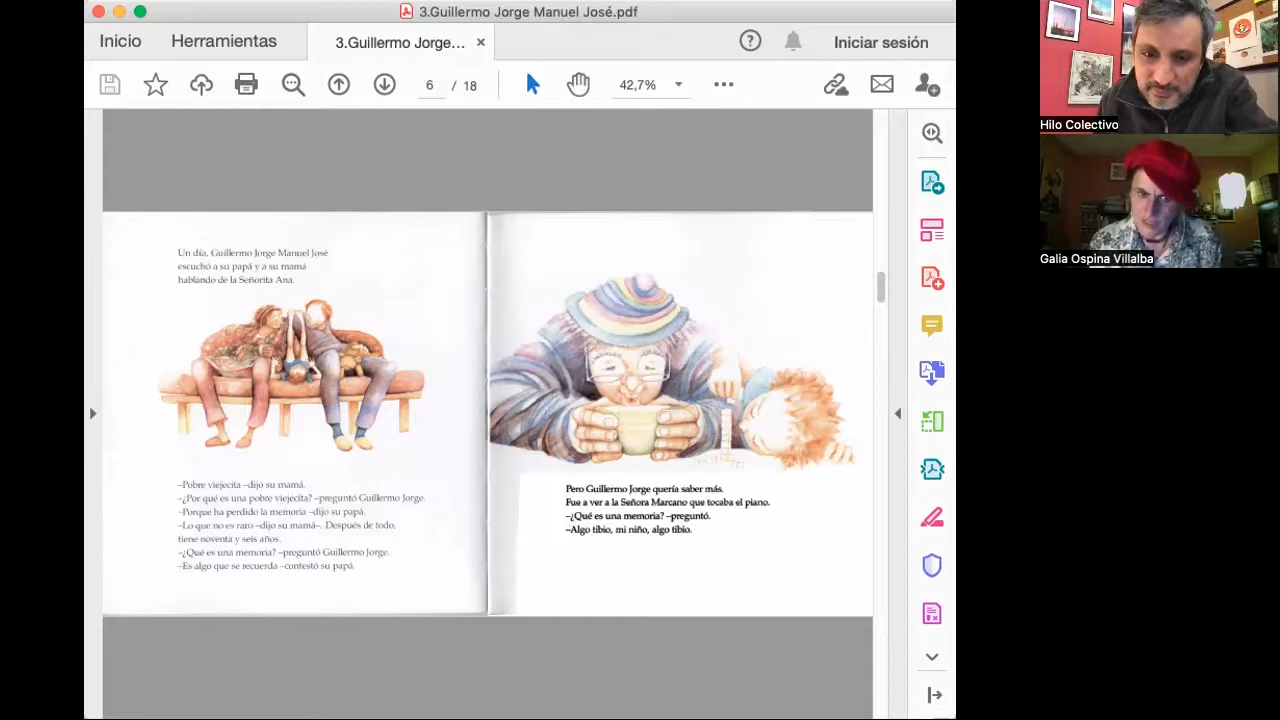 3.Guillermo Jorge Manuel José.pdf
Inicio
Herramientas
3.Guillermo Jorge...
Iniciar sesión
6 / 18
42,7%
Hilo Colectivo
Galia Ospina Villalba
Un día, Guillermo Jorge Manuel José
escuchó a su papá y a su mamá
hablando de la Señorita Ana.
–Pobre viejecita –dijo su mamá.
–¿Por qué es una pobre viejecita? –preguntó Guillermo Jorge.
–Porque ha perdido la memoria –dijo su papá.
–Lo que no es raro –dijo su mamá–. Después de todo,
tiene noventa y seis años.
–¿Qué es una memoria? –preguntó Guillermo Jorge.
–Es algo que se recuerda –contestó su papá.
Pero Guillermo Jorge quería saber más.
Fue a ver a la Señora Marcano que tocaba el piano.
–¿Qué es una memoria? –preguntó.
–Algo tibio, mi niño, algo tibio.